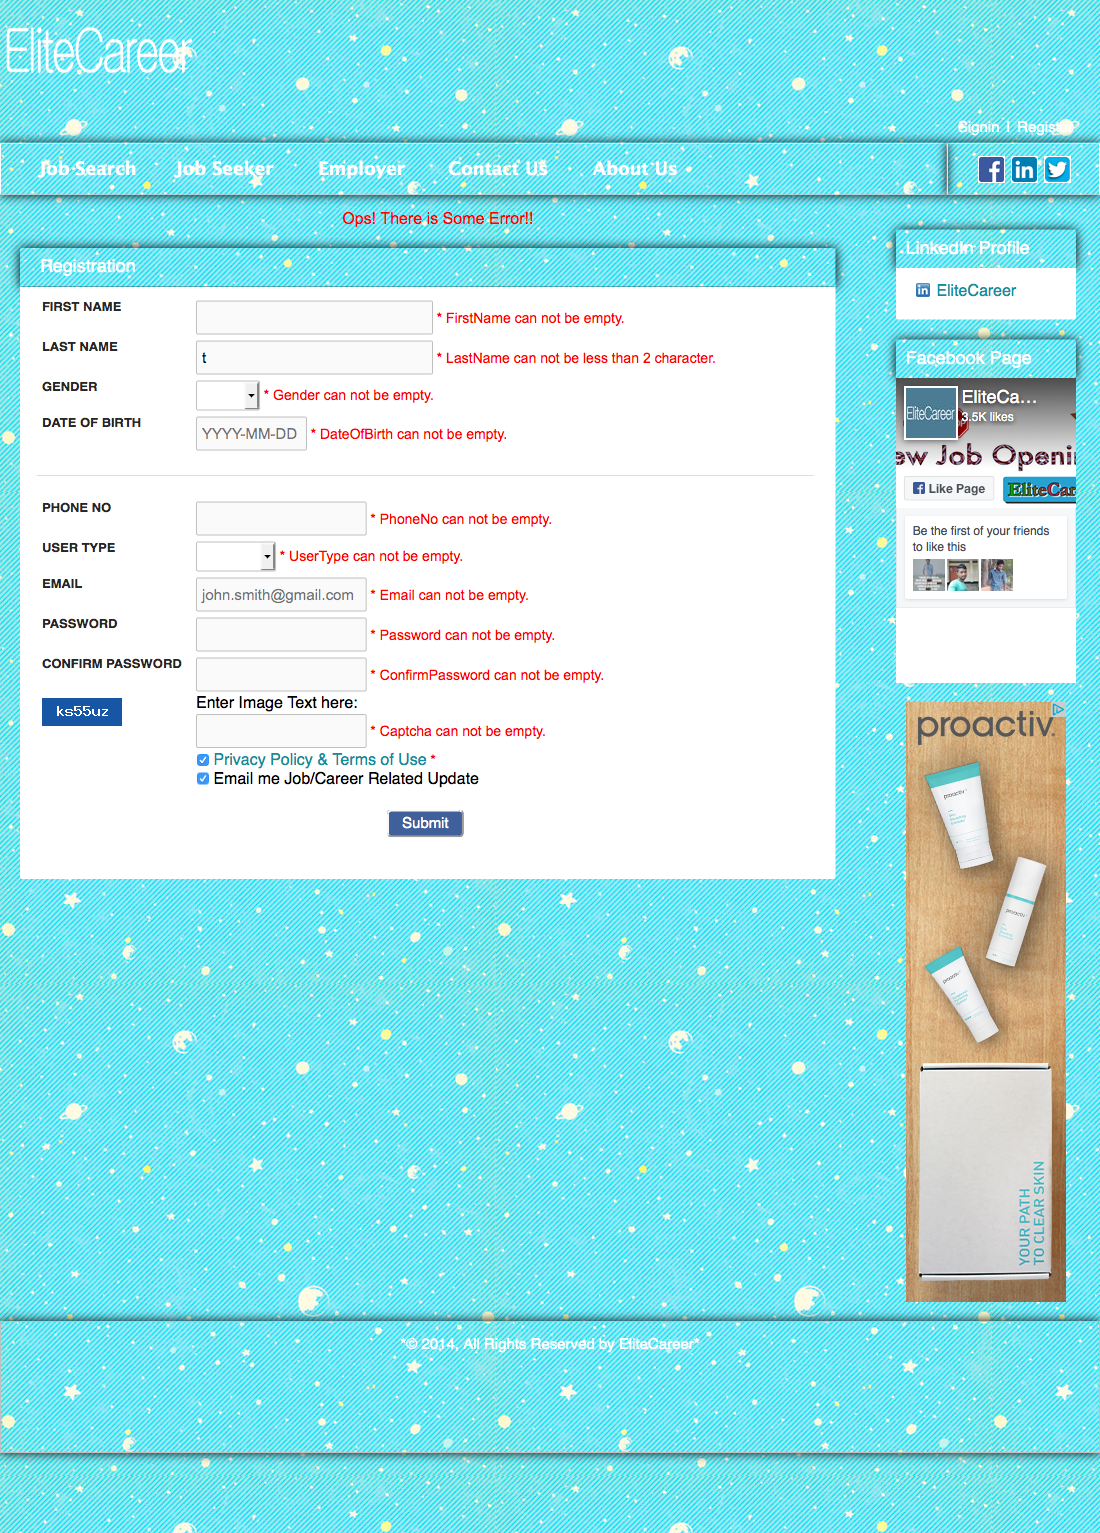 EliteCareer
Signin | Register
Job Search Job Seeker Employer Contact US About Us
Ops! There is Some Error!!
Registration
FIRST NAME * FirstName can not be empty.
LAST NAME t * LastName can not be less than 2 character.
GENDER * Gender can not be empty.
DATE OF BIRTH YYYY-MM-DD * DateOfBirth can not be empty.
PHONE NO * PhoneNo can not be empty.
USER TYPE * UserType can not be empty.
EMAIL john.smith@gmail.com * Email can not be empty.
PASSWORD * Password can not be empty.
CONFIRM PASSWORD * ConfirmPassword can not be empty.
ks55uz Enter Image Text here:
* Captcha can not be empty.
Privacy Policy & Terms of Use *
Email me Job/Career Related Update
Submit
LinkedIn Profile
EliteCareer
Facebook Page
EliteCareer
EliteCa...
3.5K likes
ew Job Openi
Like Page
EliteCar
Be the first of your friends
to like this
proactiv.
proactiv
proactiv
proactiv
YOUR PATH
TO CLEAR SKIN
*© 2014, All Rights Reserved by EliteCareer*